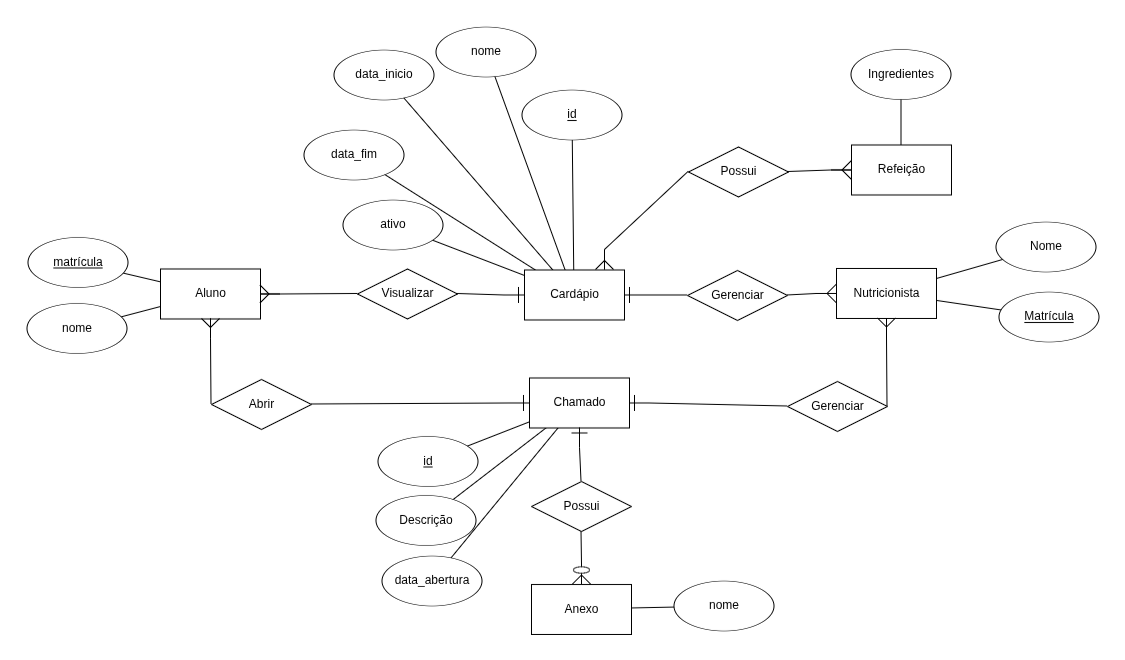 nome
data_inicio
Ingredientes
id
data_fim
Possui
Refeição
ativo
Nome
matrícula
Aluno
Visualizar
Cardápio
Gerenciar
Nutricionista
nome
Matrícula
Abrir
Chamado
Gerenciar
id
Descrição
Possui
data_abertura
Anexo
nome